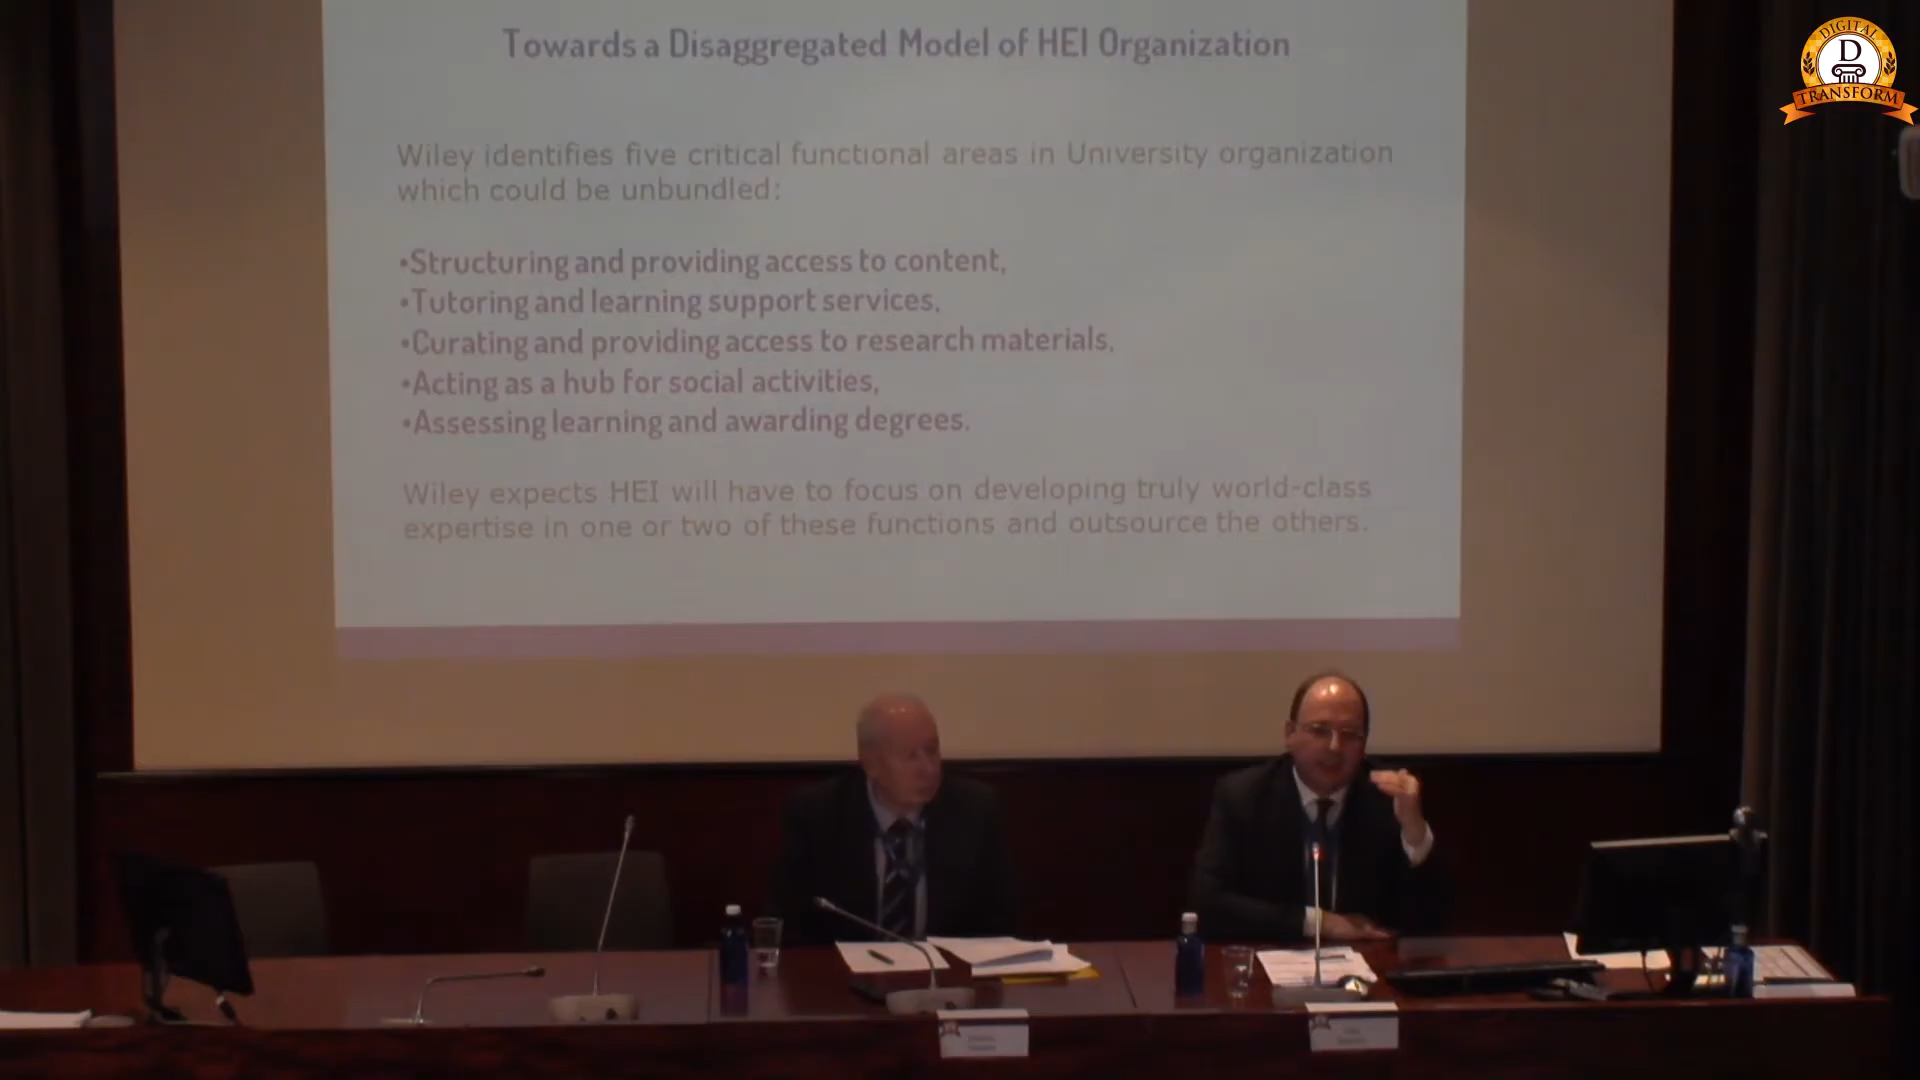 Towards a Disaggregated Model of HEI Organization
Wiley identifies five critical functional areas in University organization
which could be unbundled:
•Structuring and providing access to content,
•Tutoring and learning support services,
•Curating and providing access to research materials,
•Acting as a hub for social activities,
•Assessing learning and awarding degrees.
Wiley expects HEI will have to focus on developing truly world-class
expertise in one or two of these functions and outsource the others.
DIGITAL
D
TRANSFORM